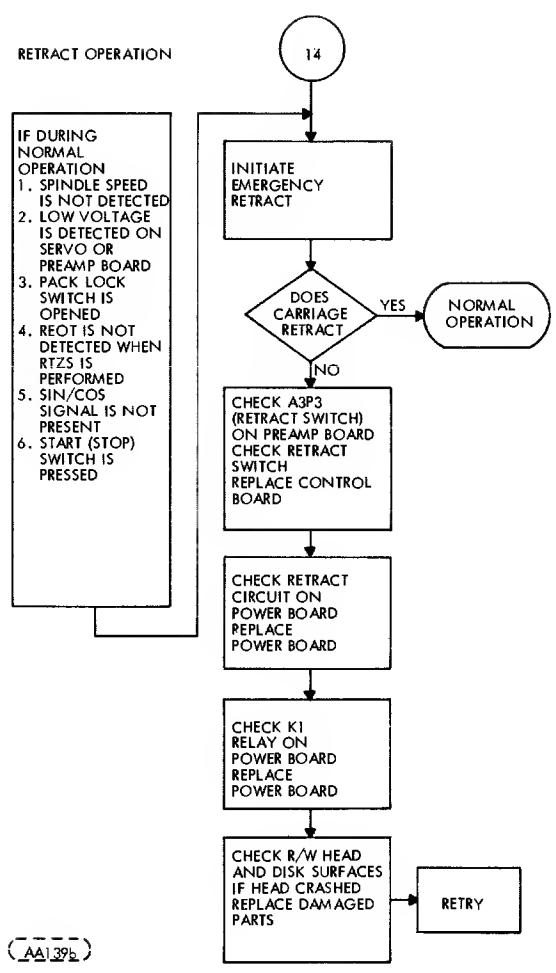 RETRACT OPERATION
14
IF DURING
NORMAL
OPERATION
1. SPINDLE SPEED
IS NOT DETECTED
2. LOW VOLTAGE
IS DETECTED ON
SERVO OR
PREAMP BOARD
3. PACK LOCK
SWITCH IS
OPENED
4. REOT IS NOT
DETECTED WHEN
RTZS IS
PERFORMED
5. SIN/COS
SIGNAL IS NOT
PRESENT
6. START (STOP)
SWITCH IS
PRESSED
INITIATE
EMERGENCY
RETRACT
DOES
CARRIAGE
RETRACT
YES
NORMAL
OPERATION
NO
CHECK A3P3
(RETRACT SWITCH)
ON PREAMP BOARD
CHECK RETRACT
SWITCH
REPLACE CONTROL
BOARD
CHECK RETRACT
CIRCUIT ON
POWER BOARD
REPLACE
POWER BOARD
CHECK K1
RELAY ON
POWER BOARD
REPLACE
POWER BOARD
CHECK R/W HEAD
AND DISK SURFACES
IF HEAD CRASHED
REPLACE DAMAGED
PARTS
RETRY
AA139b